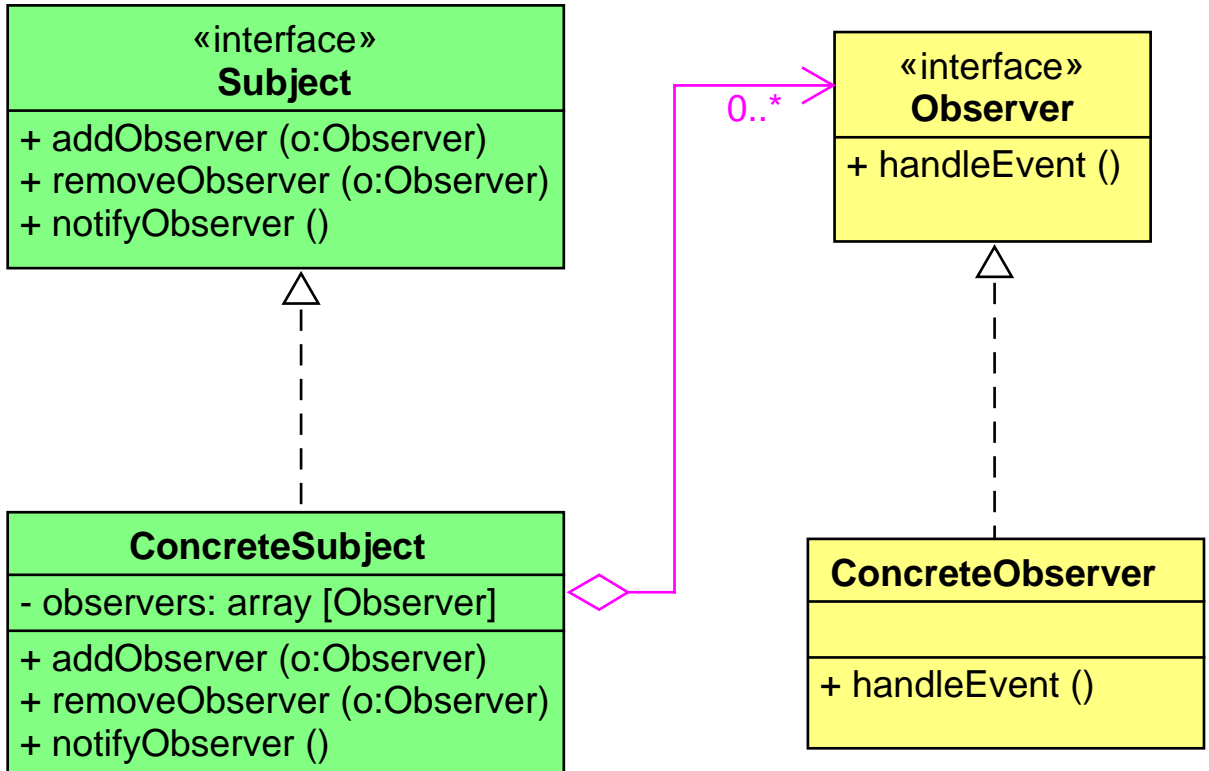 «interface»
Subject
+ addObserver (o:Observer)
+ removeObserver (o:Observer)
+ notifyObserver ()
0..*
«interface»
Observer
+ handleEvent ()
ConcreteSubject
- observers: array [Observer]
+ addObserver (o:Observer)
+ removeObserver (o:Observer)
+ notifyObserver ()
ConcreteObserver
+ handleEvent ()